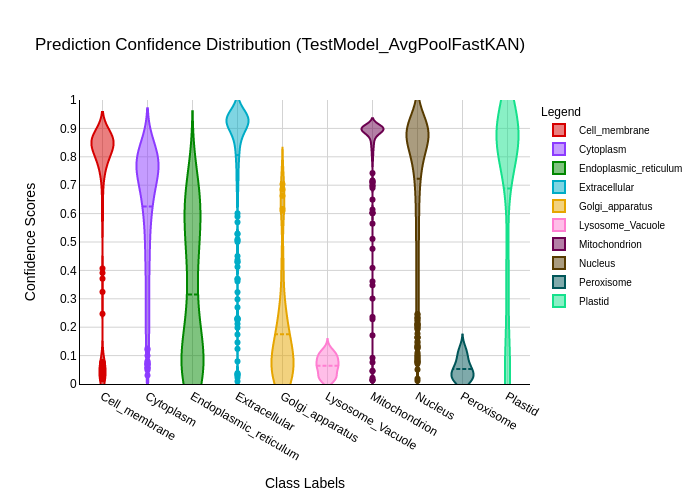 Prediction Confidence Distribution (TestModel_AvgPoolFastKAN)
Legend
Cell_membrane
Cytoplasm
Endoplasmic_reticulum
Extracellular
Golgi_apparatus
Lysosome_Vacuole
Mitochondrion
Nucleus
Peroxisome
Plastid
Confidence Scores
1
0.9
0.8
0.7
0.6
0.5
0.4
0.3
0.2
0.1
0
Cell_membrane
Cytoplasm
Endoplasmic_reticulum
Extracellular
Golgi_apparatus
Lysosome_Vacuole
Mitochondrion
Nucleus
Peroxisome
Plastid
Class Labels